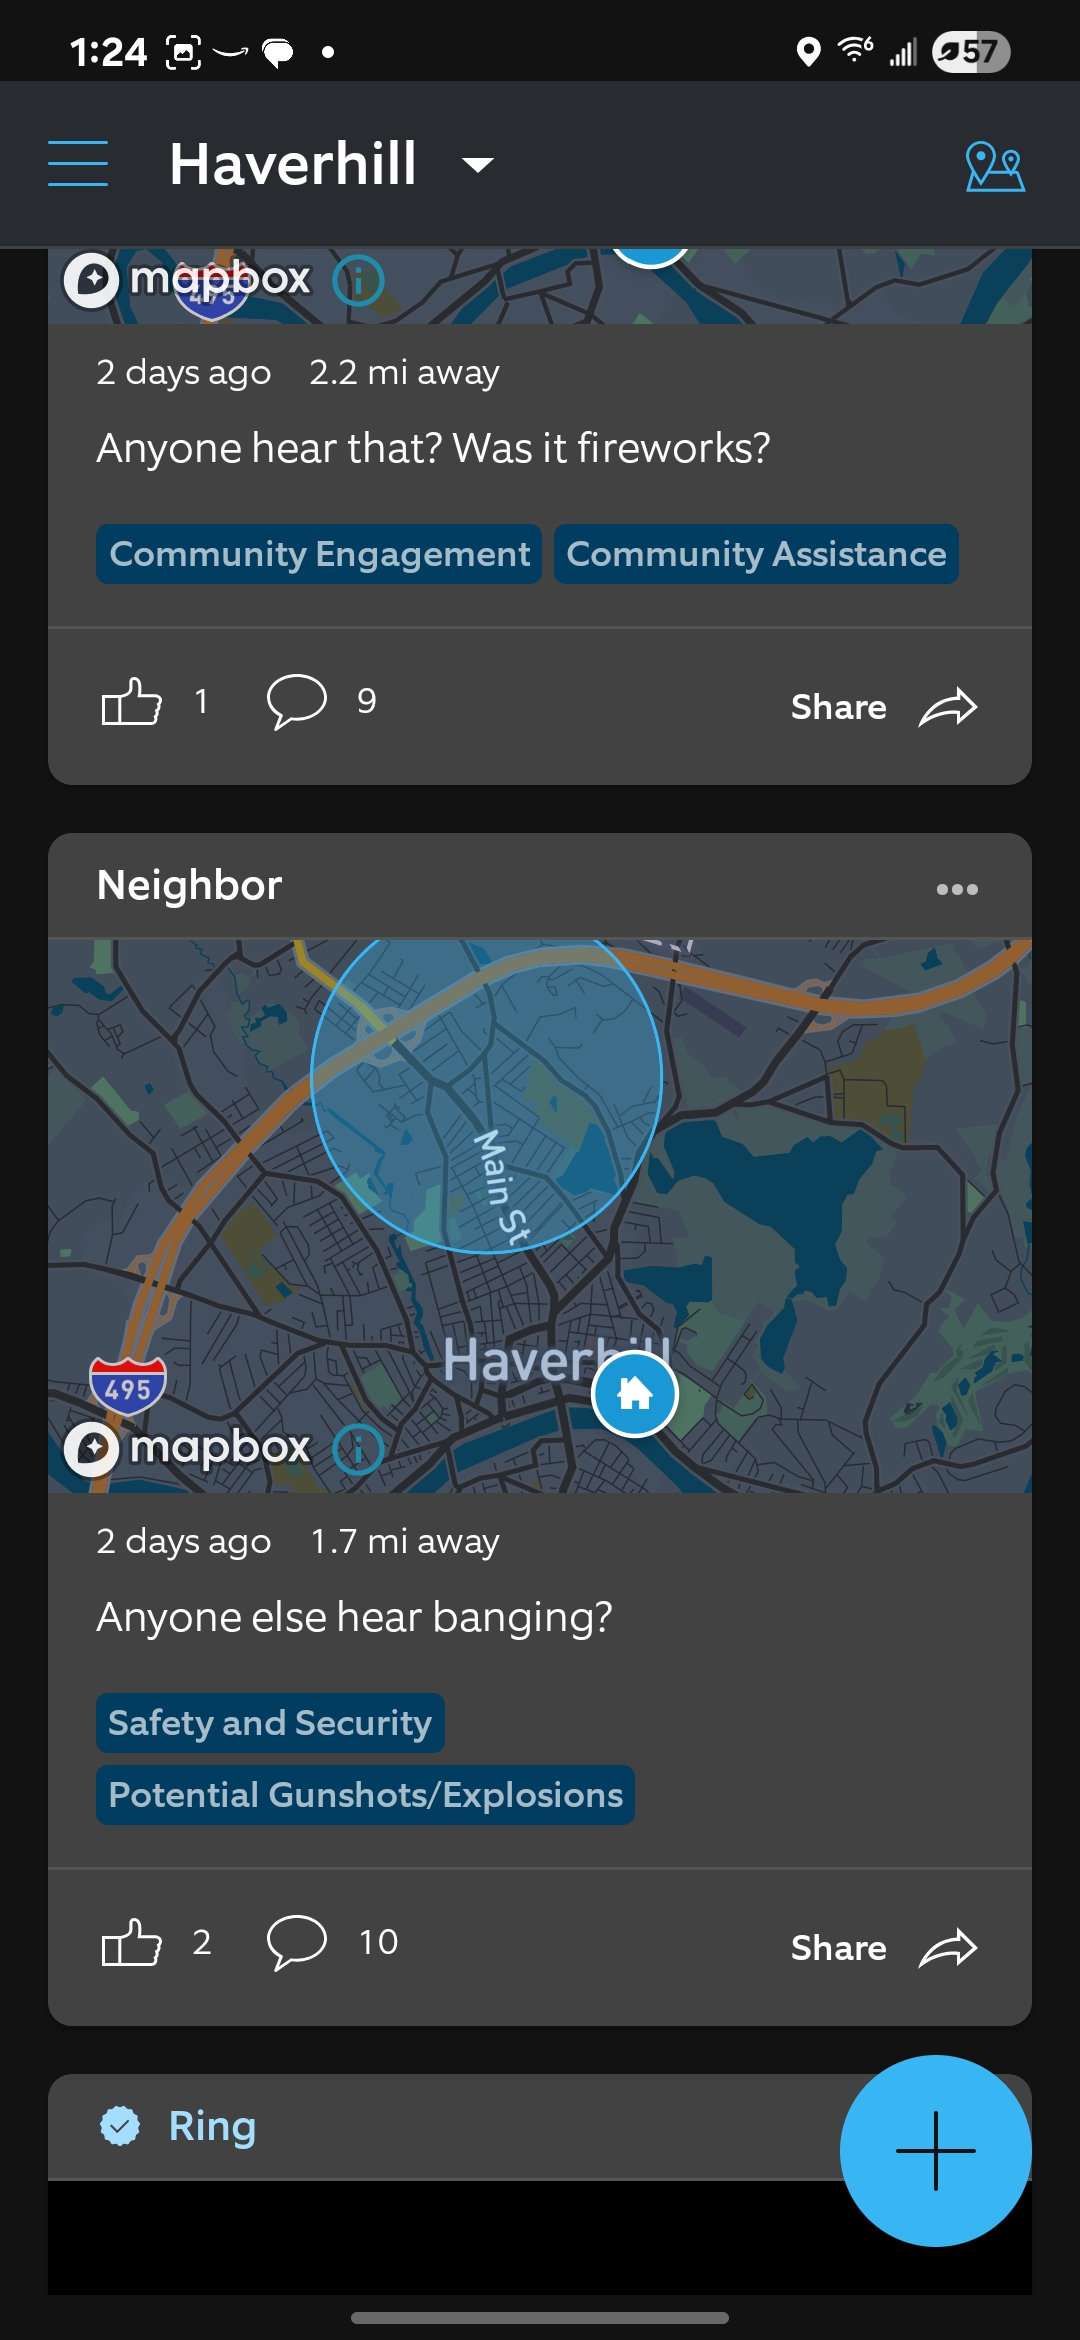 1:24
6
57
Haverhill
mapbox
i
495
2 days ago 2.2 mi away
Anyone hear that? Was it fireworks?
Community Engagement Community Assistance
1 9 Share
Neighbor
Main St
Haverhill
495
mapbox
i
2 days ago 1.7 mi away
Anyone else hear banging?
Safety and Security
Potential Gunshots/Explosions
2 10 Share
Ring